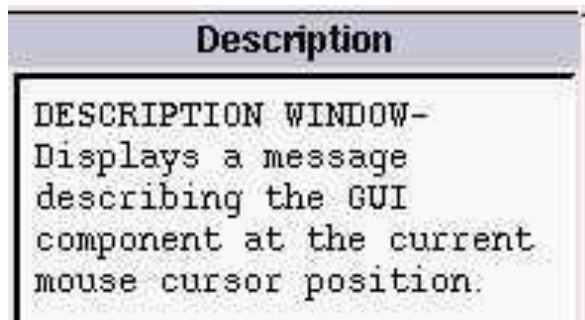 Description
DESCRIPTION WINDOW-
Displays a message
describing the GUI
component at the current
mouse cursor position.